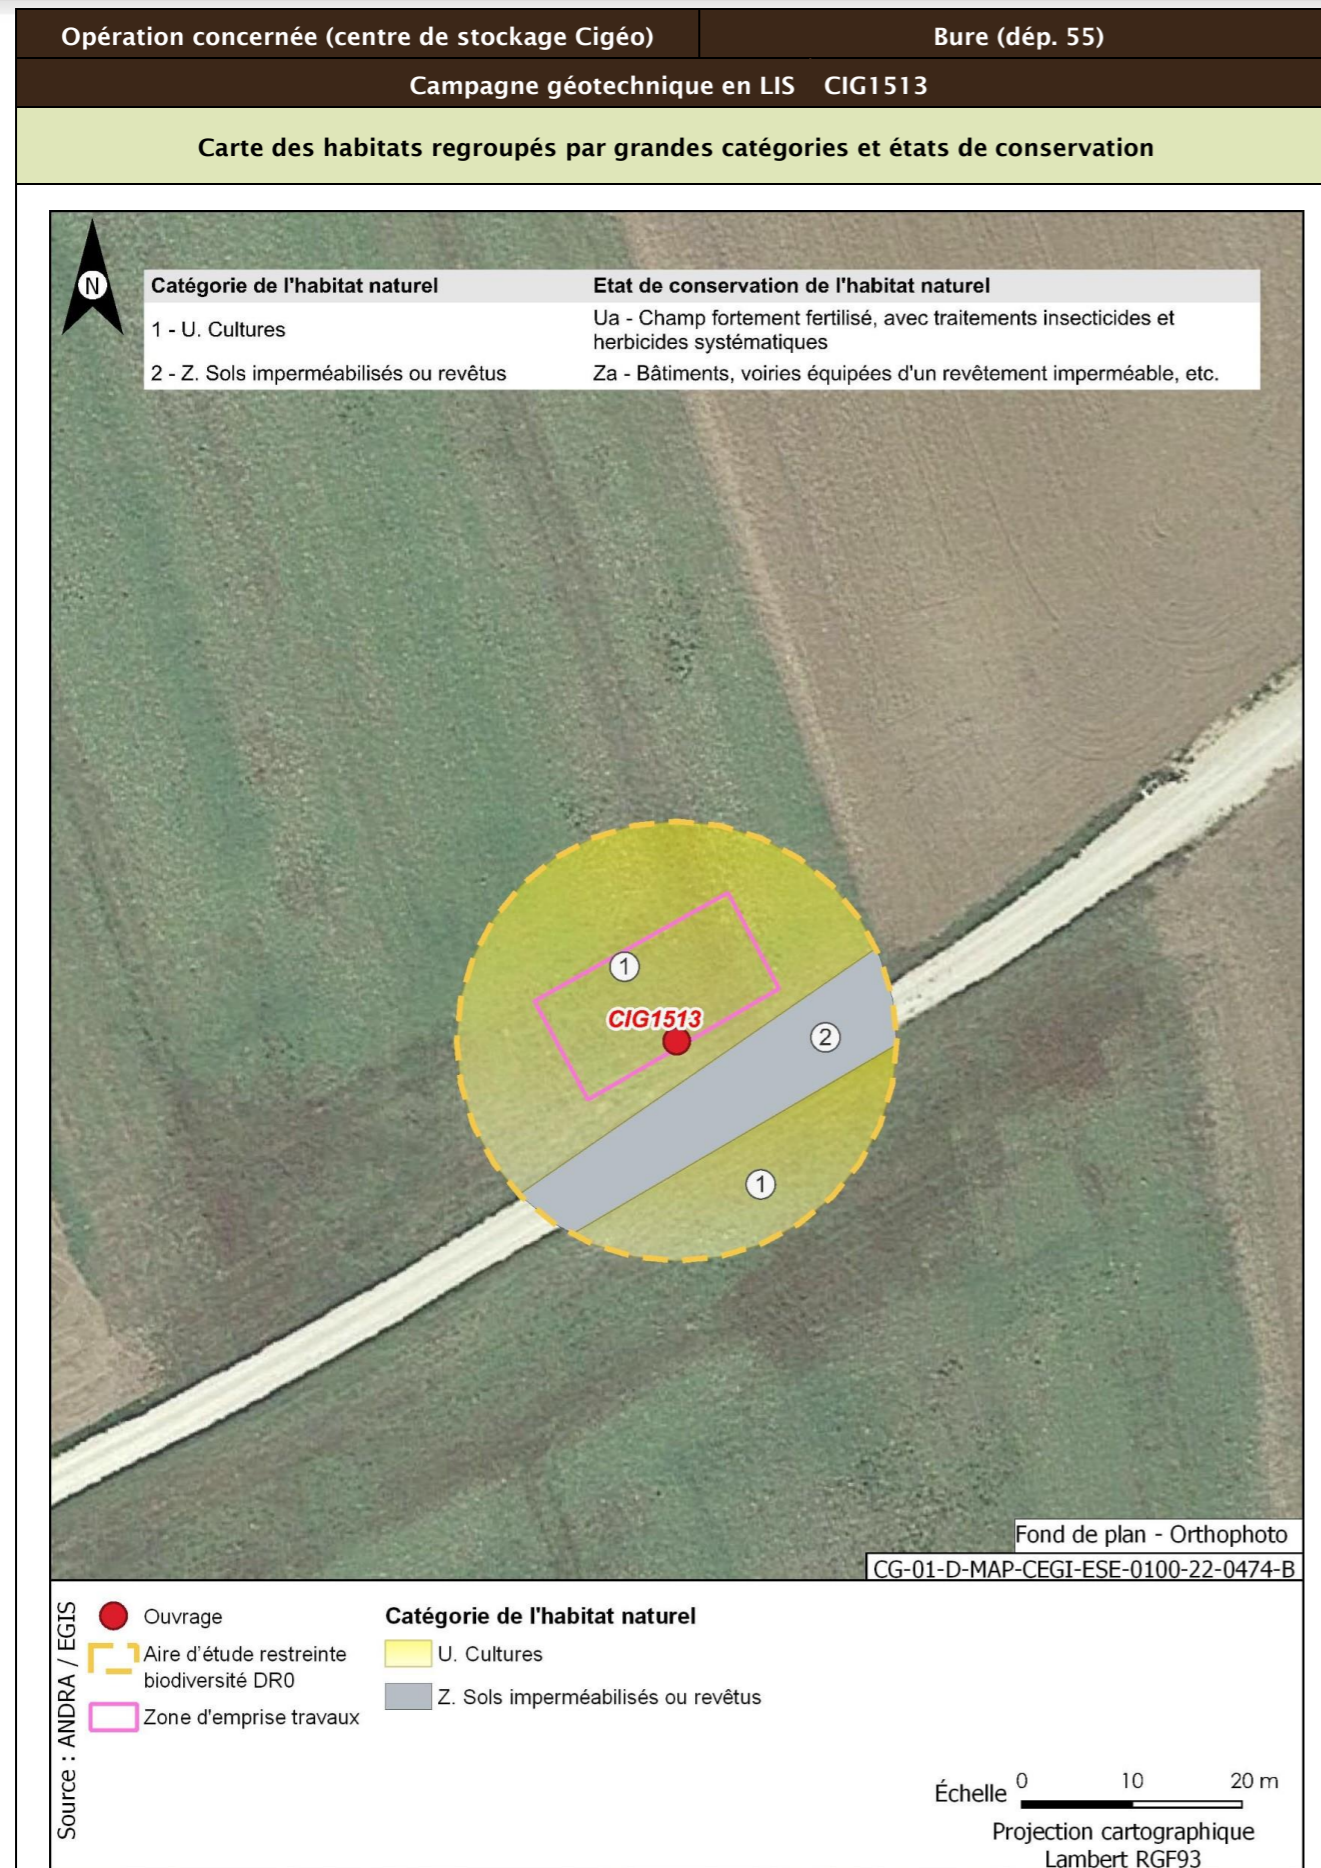 Opération concernée (centre de stockage Cigéo) Bure (dép. 55)
Campagne géotechnique en LIS CIG1513
Carte des habitats regroupés par grandes catégories et états de conservation
N
Catégorie de l'habitat naturel Etat de conservation de l'habitat naturel
1 - U. Cultures Ua - Champ fortement fertilisé, avec traitements insecticides et
herbicides systématiques
2 - Z. Sols imperméabilisés ou revêtus Za - Bâtiments, voiries équipées d'un revêtement imperméable, etc.
1
CIG1513
2
1
Fond de plan - Orthophoto
CG-01-D-MAP-CEGI-ESE-0100-22-0474-B
Source : ANDRA / EGIS
Ouvrage
Aire d'étude restreinte
biodiversité DR0
Zone d'emprise travaux
Catégorie de l'habitat naturel
U. Cultures
Z. Sols imperméabilisés ou revêtus
Échelle 0 10 20 m
Projection cartographique
Lambert RGF93